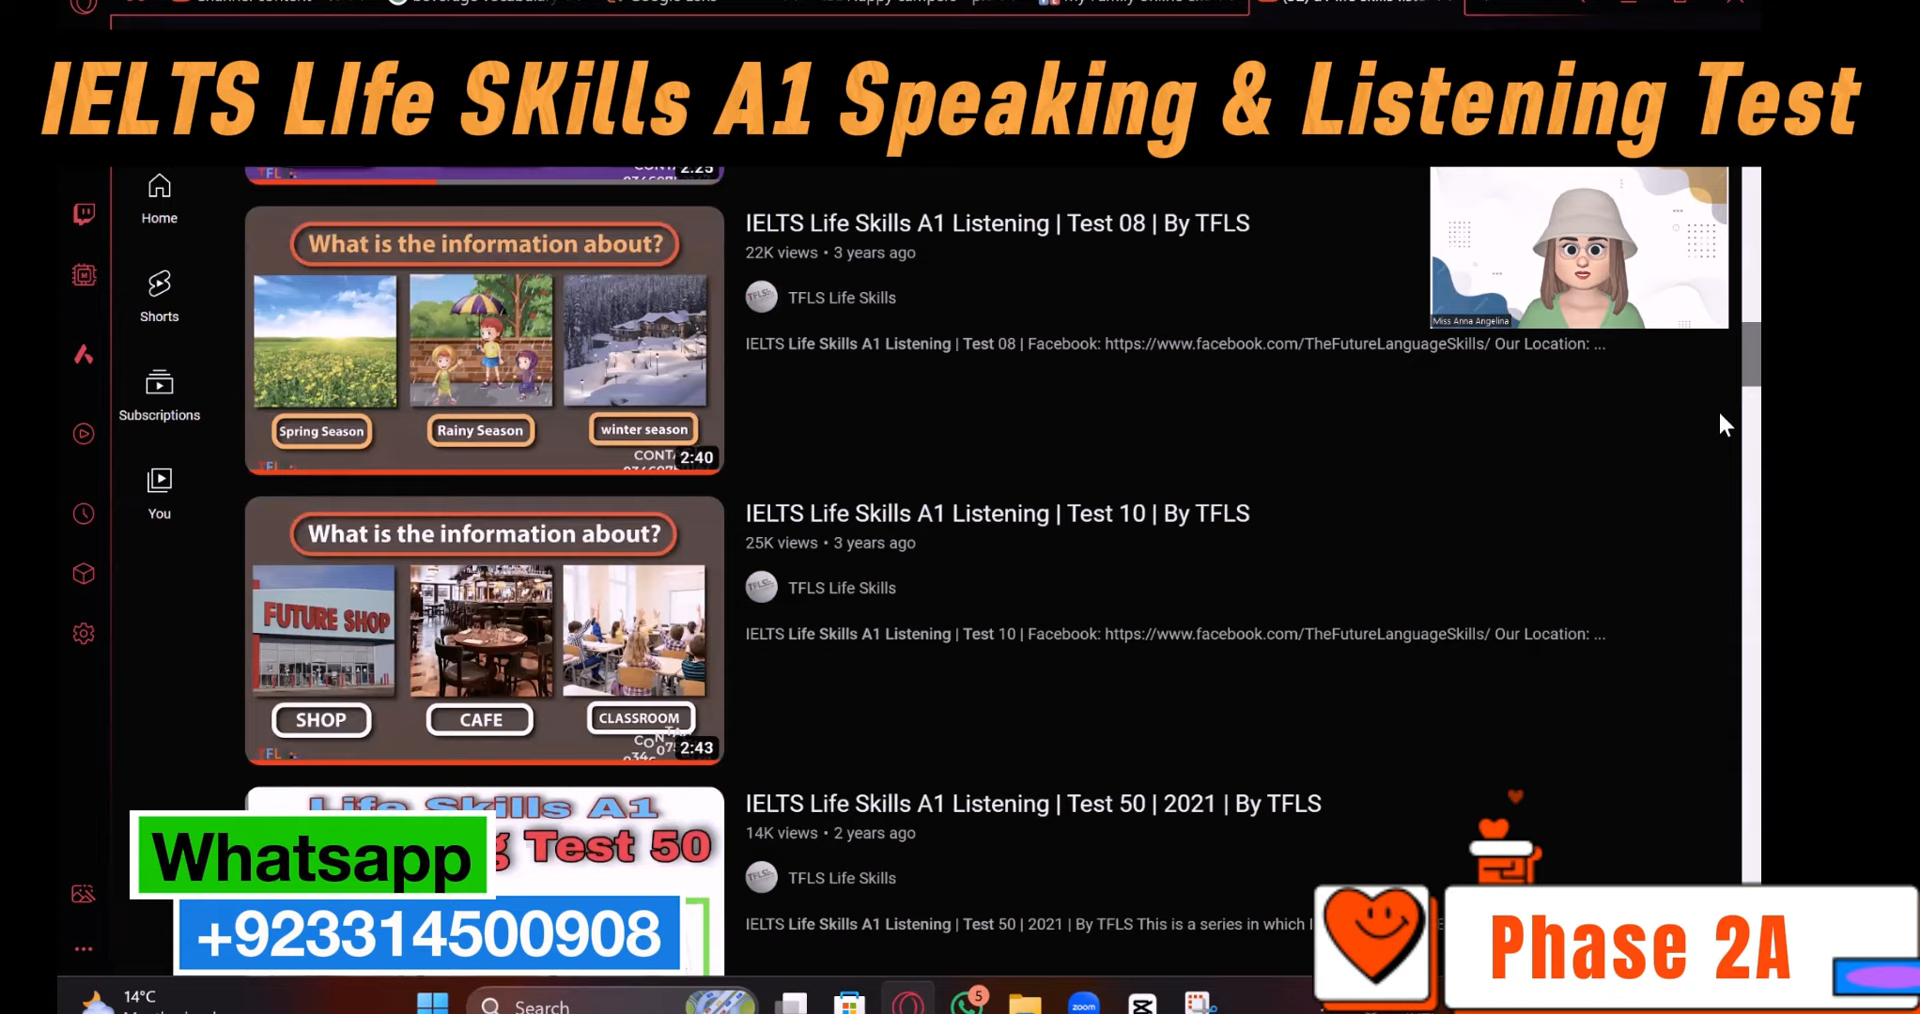 IELTS LIfe SKills A1 Speaking & Listening Test
2:25
Home
Shorts
Subscriptions
You
What is the information about?
Spring Season
Rainy Season
winter season
2:40
IELTS Life Skills A1 Listening | Test 08 | By TFLS
22K views • 3 years ago
TFLS Life Skills
IELTS Life Skills A1 Listening | Test 08 | Facebook: https://www.facebook.com/TheFutureLanguageSkills/ Our Location: ...
Miss Anna Angelina
What is the information about?
FUTURE SHOP
SHOP
CAFE
CLASSROOM
2:43
IELTS Life Skills A1 Listening | Test 10 | By TFLS
25K views • 3 years ago
TFLS Life Skills
IELTS Life Skills A1 Listening | Test 10 | Facebook: https://www.facebook.com/TheFutureLanguageSkills/ Our Location: ...
Life Skills A1
Test 50
IELTS Life Skills A1 Listening | Test 50 | 2021 | By TFLS
14K views • 2 years ago
TFLS Life Skills
IELTS Life Skills A1 Listening | Test 50 | 2021 | By TFLS This is a series in which
Whatsapp
+923314500908
Phase 2A
14°C
Search
5
zoom